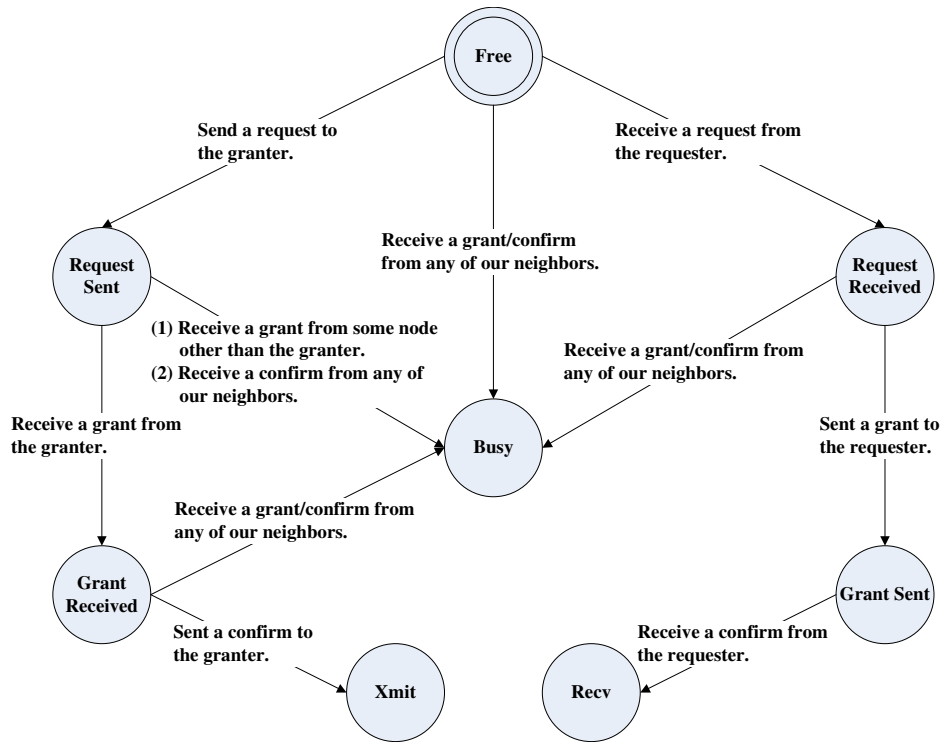 Free
Send a request to
the granter.
Receive a request from
the requester.
Receive a grant/confirm
from any of our neighbors.
Request
Sent
Request
Received
(1) Receive a grant from some node
other than the granter.
(2) Receive a confirm from any of
our neighbors.
Receive a grant/confirm from
any of our neighbors.
Receive a grant from
the granter.
Busy
Sent a grant to
the requester.
Receive a grant/confirm from
any of our neighbors.
Grant
Received
Grant Sent
Sent a confirm to
the granter.
Receive a confirm from
the requester.
Xmit
Recv